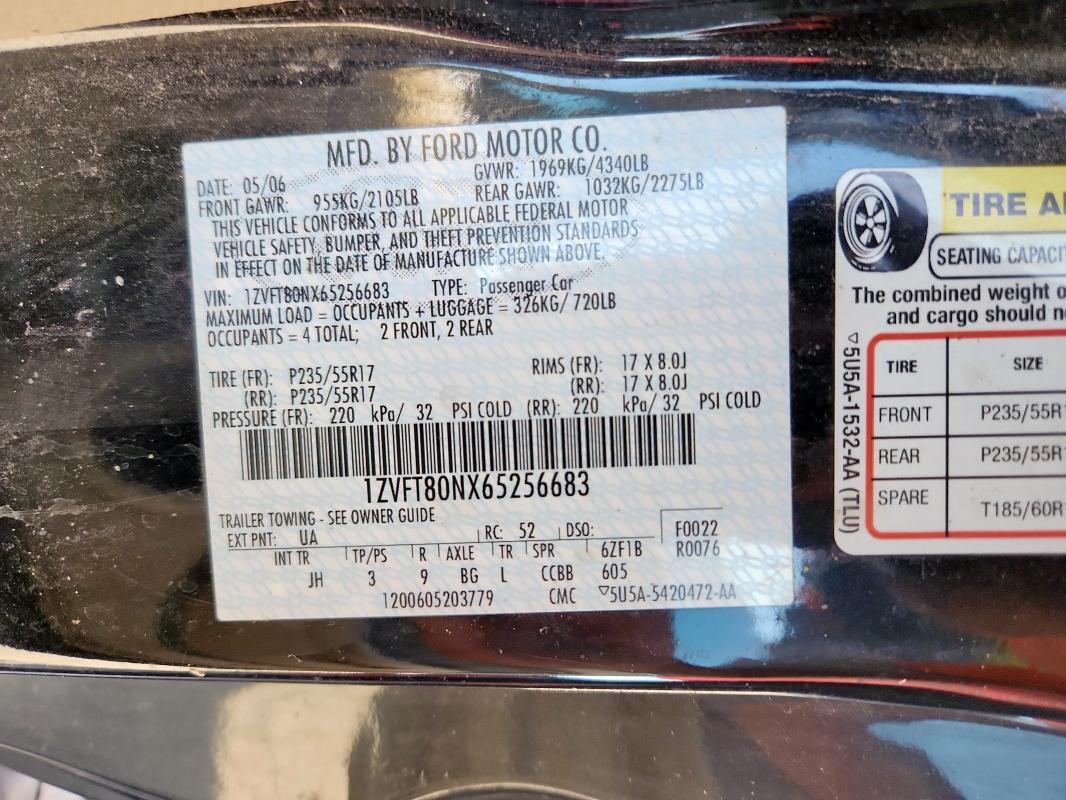 MFD. BY FORD MOTOR CO.
DATE: 05/06 GVWR: 1969KG/4340LB
FRONT GAWR: 955KG/2105LB REAR GAWR: 1032KG/2275LB
THIS VEHICLE CONFORMS TO ALL APPLICABLE FEDERAL MOTOR
VEHICLE SAFETY, BUMPER, AND THEFT PREVENTION STANDARDS
IN EFFECT ON THE DATE OF MANUFACTURE SHOWN ABOVE.
VIN: 1ZVFT80NX65256683 TYPE: Passenger Car
MAXIMUM LOAD = OCCUPANTS + LUGGAGE = 326KG/ 720LB
OCCUPANTS = 4 TOTAL; 2 FRONT, 2 REAR
TIRE (FR): P235/55R17 RIMS (FR): 17 X 8.0J
(RR): P235/55R17 (RR): 17 X 8.0J
PRESSURE (FR): 220 kPa/ 32 PSI COLD (RR): 220 kPa/ 32 PSI COLD
1ZVFT80NX65256683
TRAILER TOWING - SEE OWNER GUIDE
EXT PNT: UA RC: 52 DSO: F0022
INT TR TP/PS R AXLE TR SPR 6ZF1B R0076
JH 3 9 BG L CCBB 605
1200605203779 CMC ▽5U5A-5420472-AA
TIRE A
SEATING CAPACIT
The combined weight o
and cargo should n
TIRE SIZE
FRONT P235/55R1
REAR P235/55R1
SPARE T185/60R
▽5U5A-1532-AA (TLU)